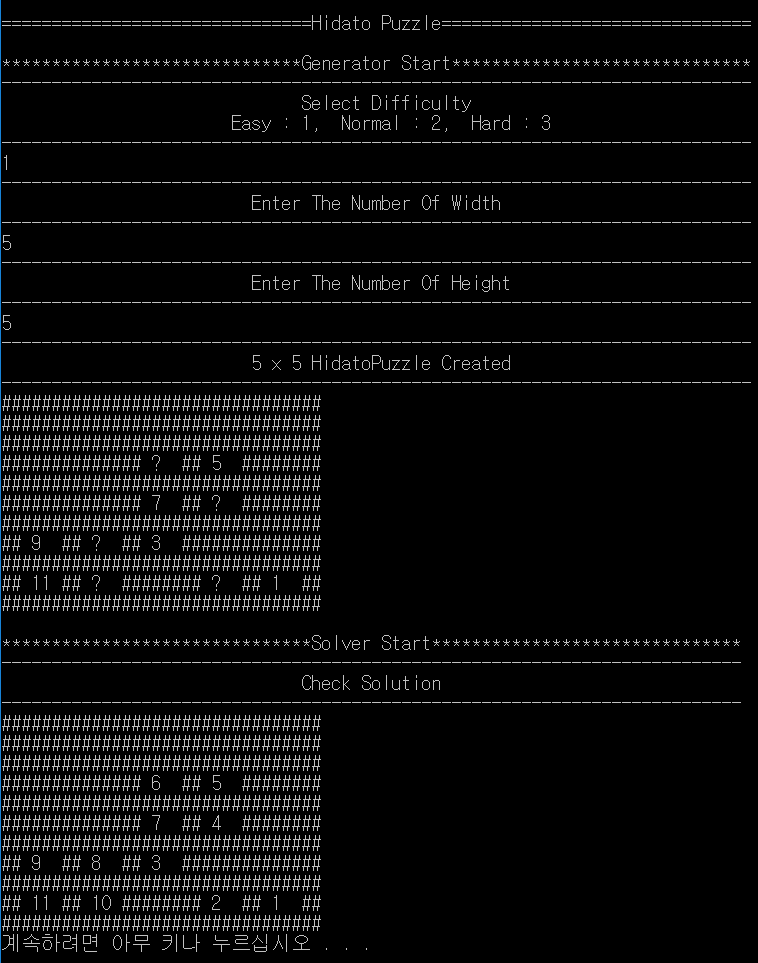 ===============================Hidato Puzzle===============================
******************************Generator Start******************************
---------------------------------------------------------------------------
Select Difficulty
Easy : 1,  Normal : 2,  Hard : 3
---------------------------------------------------------------------------
1
---------------------------------------------------------------------------
Enter The Number Of Width
---------------------------------------------------------------------------
5
---------------------------------------------------------------------------
Enter The Number Of Height
---------------------------------------------------------------------------
5
---------------------------------------------------------------------------
5 x 5 HidatoPuzzle Created
---------------------------------------------------------------------------
################################
################################
################################
############## ?  ## 5  ########
################################
############## 7  ## ?  ########
################################
## 9  ## ?  ## 3  ##############
################################
## 11 ## ?  ######## ?  ## 1  ##
################################
*******************************Solver Start*******************************
--------------------------------------------------------------------------
Check Solution
--------------------------------------------------------------------------
################################
################################
################################
############## 6  ## 5  ########
################################
############## 7  ## 4  ########
################################
## 9  ## 8  ## 3  ##############
################################
## 11 ## 10 ######## 2  ## 1  ##
################################
계속하려면 아무 키나 누르십시오 . . .